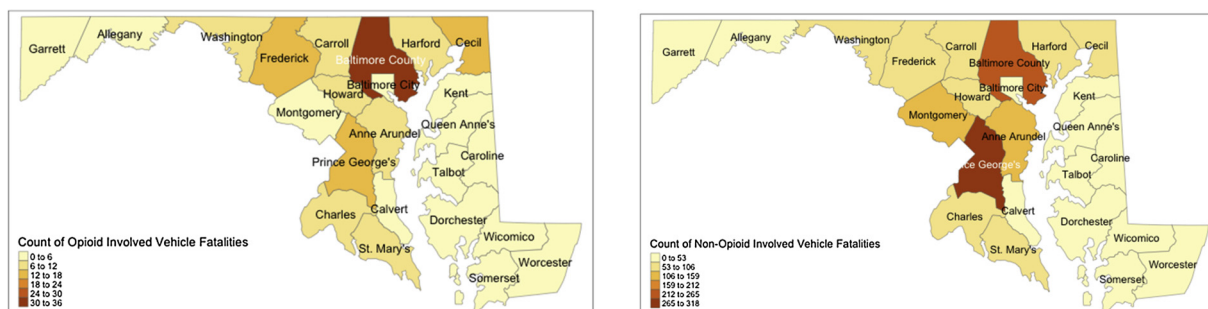 Garrett
Allegany
Washington
Frederick
Carroll
Baltimore County
Harford
Cecil
Baltimore City
Howard
Kent
Montgomery
Queen Anne's
Anne Arundel
Caroline
Prince George's
Talbot
Calvert
Charles
Dorchester
St. Mary's
Wicomico
Worcester
Somerset
Count of Opioid Involved Vehicle Fatalities
0 to 6
6 to 12
12 to 18
18 to 24
24 to 30
30 to 36
Garrett
Allegany
Washington
Frederick
Carroll
Harford
Cecil
Baltimore County
Baltimore City
Howard
Kent
Montgomery
Queen Anne's
Anne Arundel
Caroline
nce George's
Talbot
Calvert
Charles
Dorchester
St. Mary's
Wicomico
Worcester
Somerset
Count of Non-Opioid Involved Vehicle Fatalities
0 to 53
53 to 106
106 to 159
159 to 212
212 to 265
265 to 318